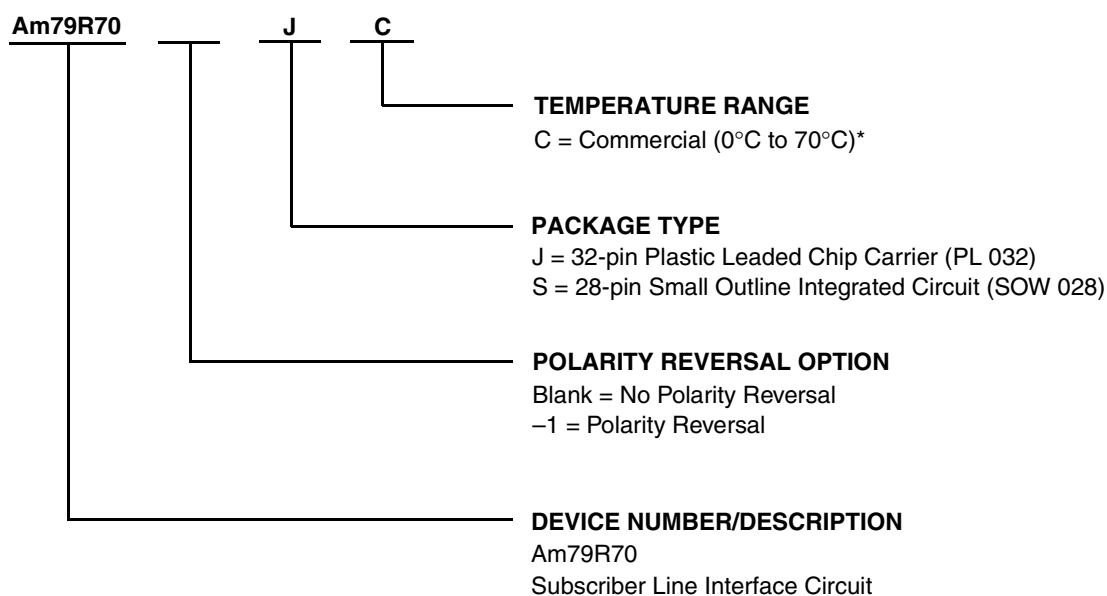 Am79R70 J C
TEMPERATURE RANGE
C = Commercial (0°C to 70°C)*
PACKAGE TYPE
J = 32-pin Plastic Leaded Chip Carrier (PL 032)
S = 28-pin Small Outline Integrated Circuit (SOW 028)
POLARITY REVERSAL OPTION
Blank = No Polarity Reversal
–1 = Polarity Reversal
DEVICE NUMBER/DESCRIPTION
Am79R70
Subscriber Line Interface Circuit